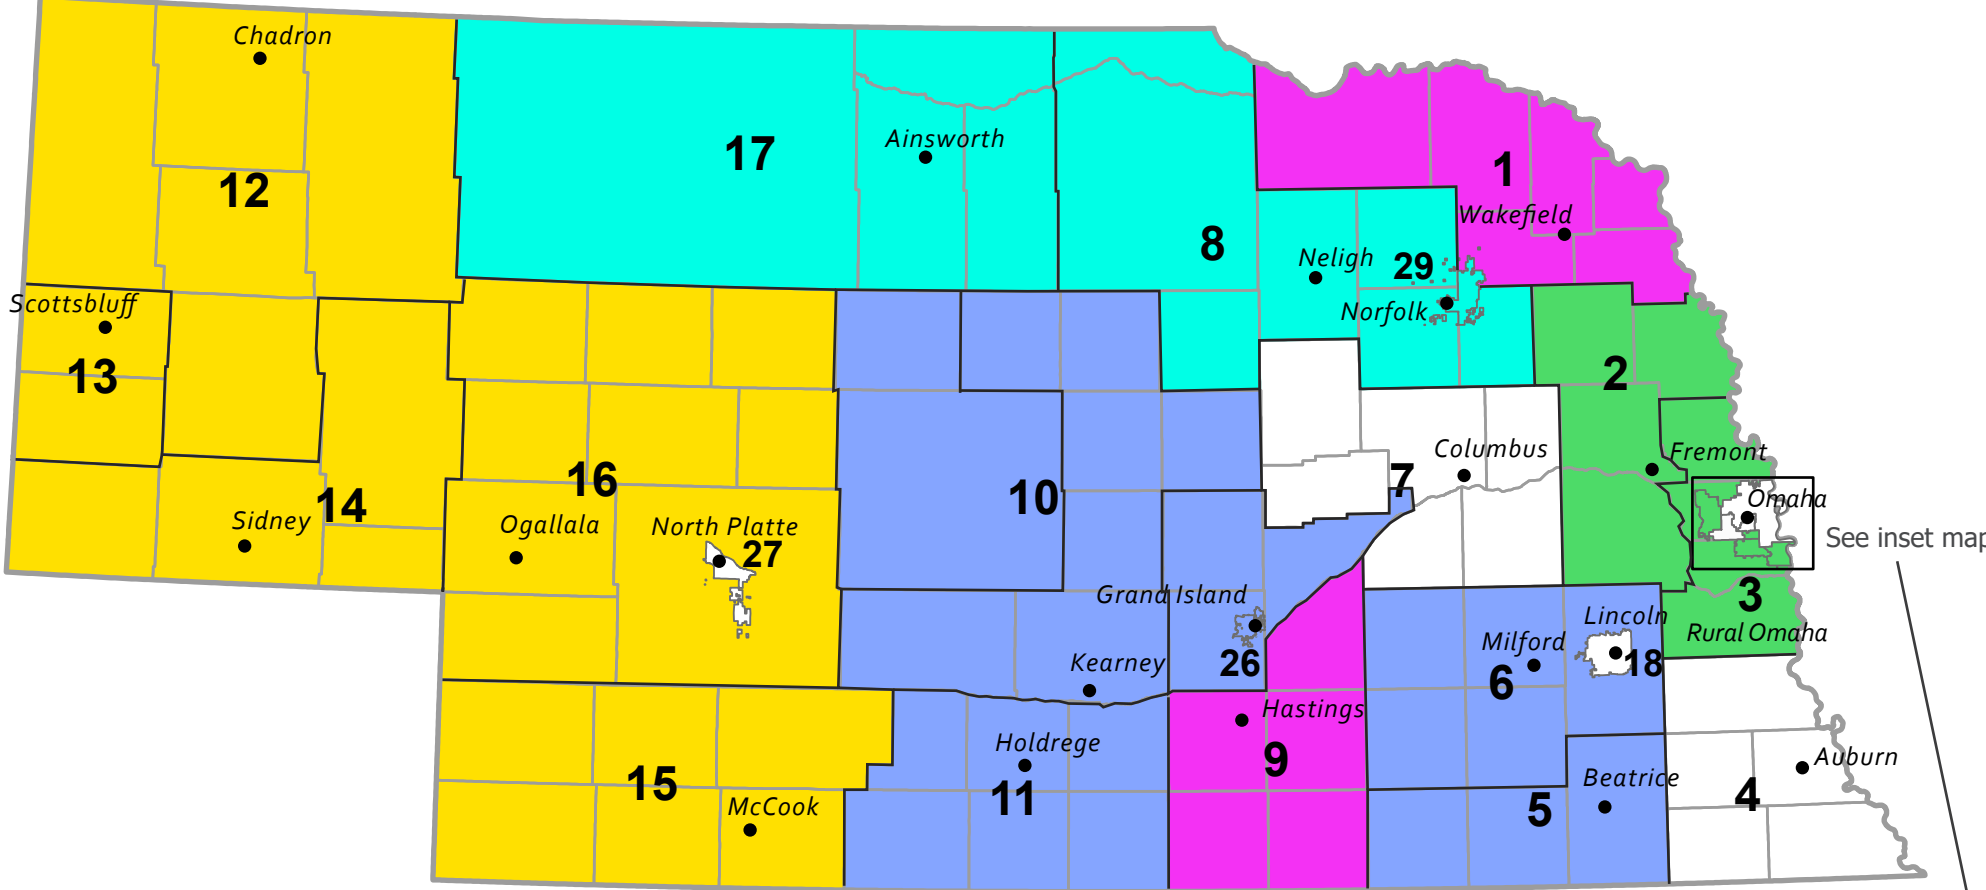 Chadron
17
Ainsworth
1
12
Wakefield
8
Neligh
29
Scottsbluff
Norfolk
13
2
Columbus
Fremont
16
7
10
Omaha
14
Sidney
Ogallala
North Platte
27
See inset map
Grand Island
3
Lincoln
Rural Omaha
Milford
26
18
Kearney
6
Hastings
Holdrege
9
Auburn
15
11
Beatrice
4
McCook
5